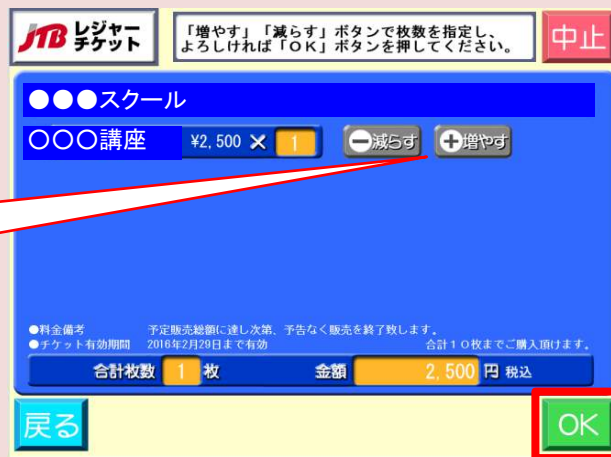 JTB レジャーチケット
「増やす」「減らす」ボタンで枚数を指定し、
よろしければ「OK」ボタンを押してください。
中止
●●●スクール
〇〇〇講座 ¥2,500 × 1 −減らす +増やす
●料金備考 予定販売総額に達し次第、予告なく販売を終了致します。
●チケット有効期間 2016年2月29日まで有効 合計10枚までご購入頂けます。
合計枚数 1 枚 金額 2,500 円 税込
戻る
OK